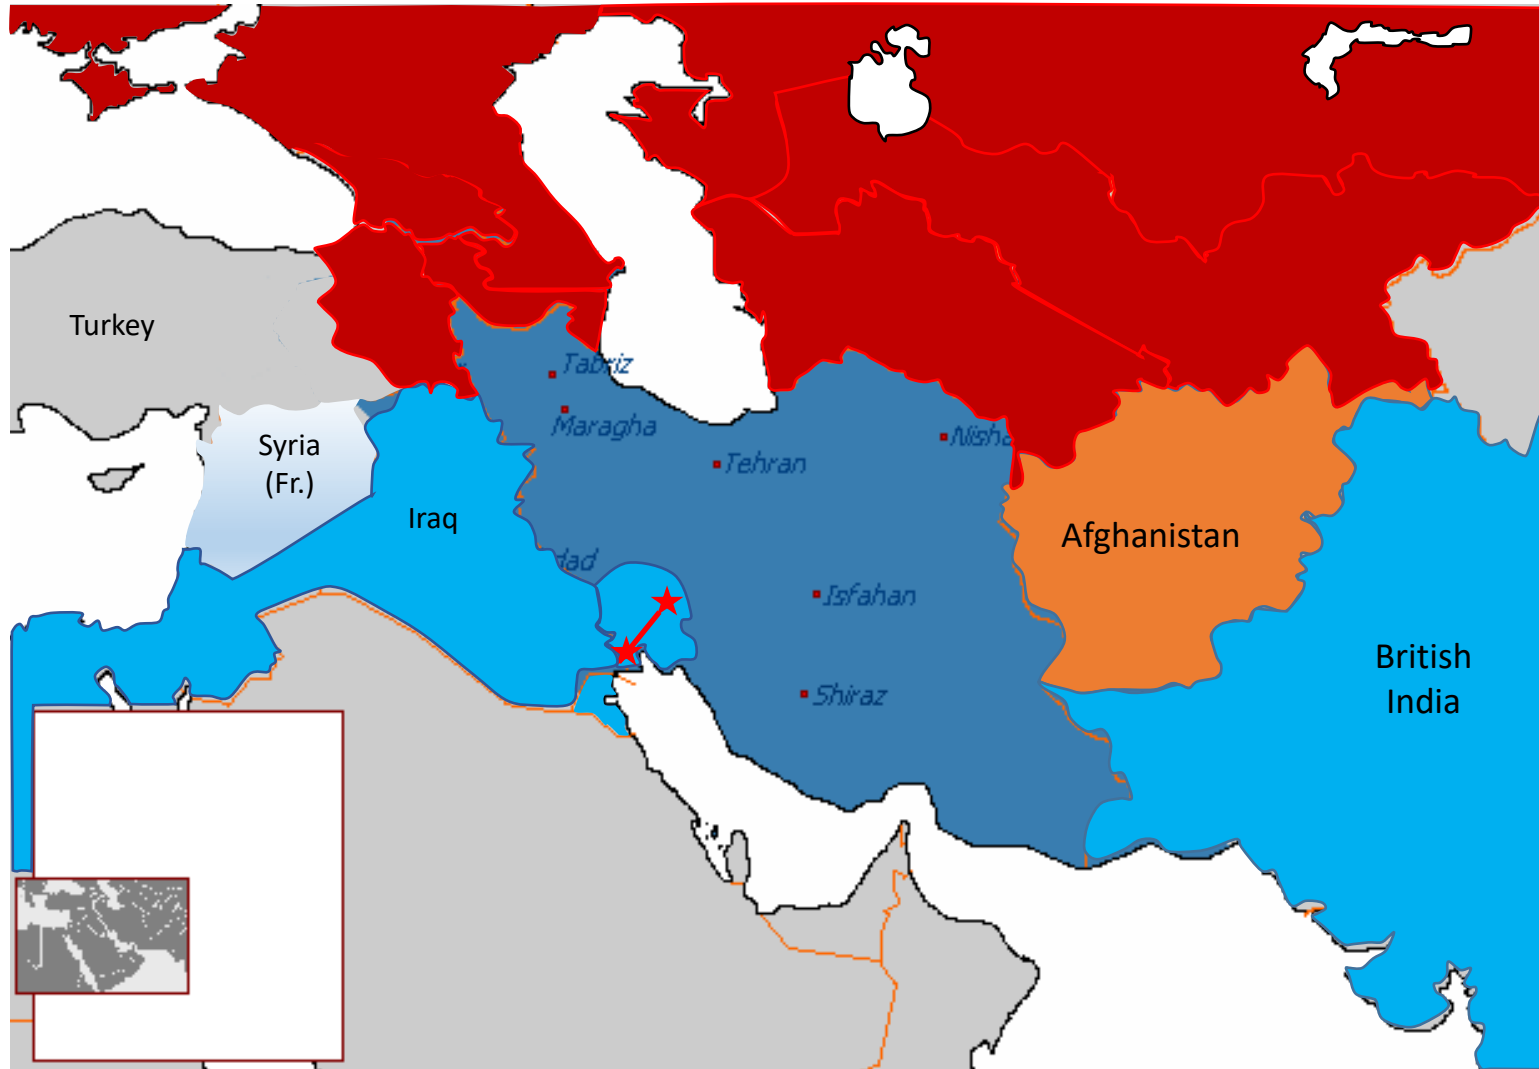 Turkey
Tabriz
Maragha
Tehran
Syria
(Fr.)
Iraq
Afghanistan
Isfahan
British
India
Shiraz